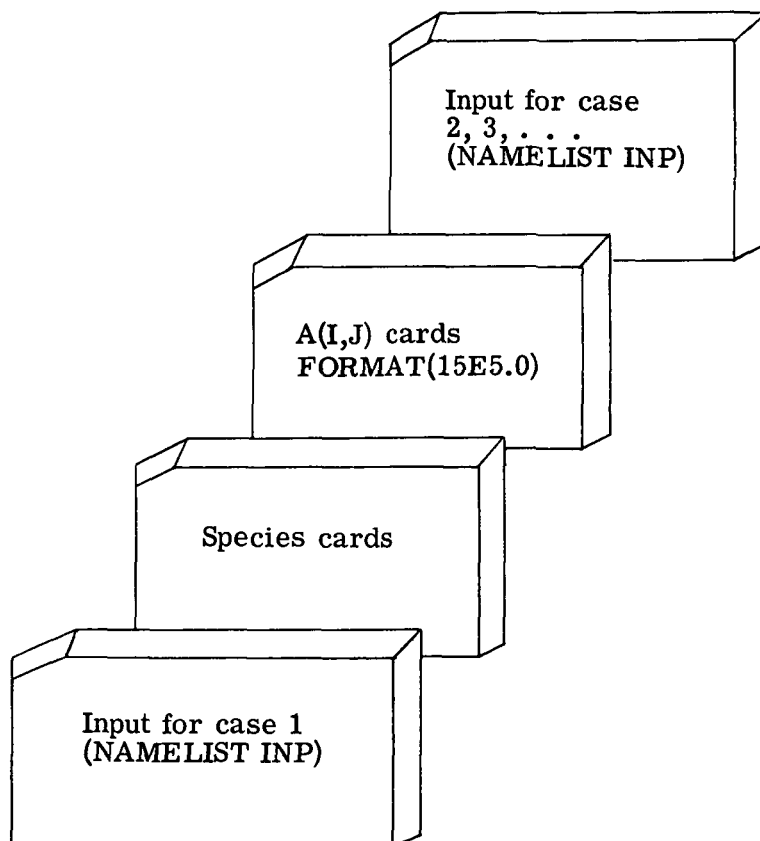 Input for case
2, 3, . . .
(NAMELIST INP)
A(I,J) cards
FORMAT(15E5.0)
Species cards
Input for case 1
(NAMELIST INP)